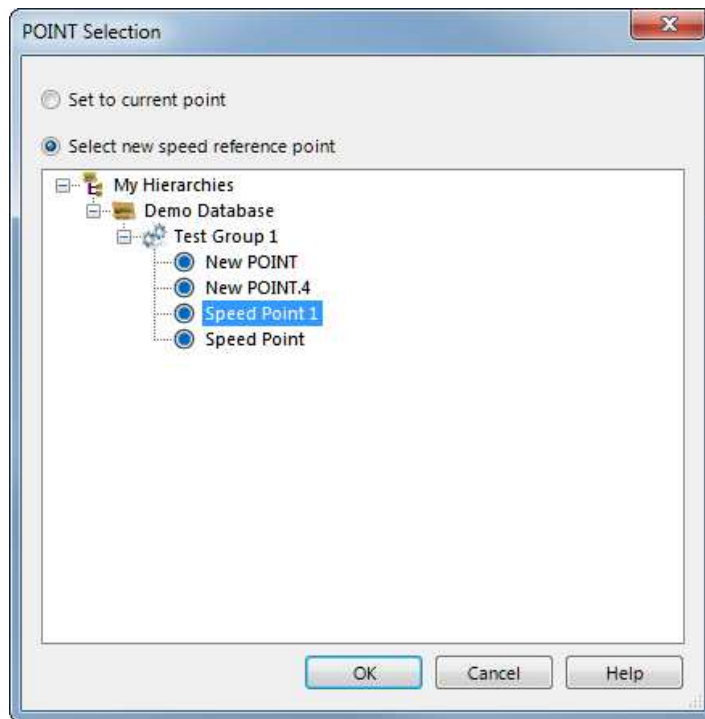 POINT Selection
Set to current point
Select new speed reference point
My Hierarchies
Demo Database
Test Group 1
New POINT
New POINT.4
Speed Point 1
Speed Point
OK Cancel Help